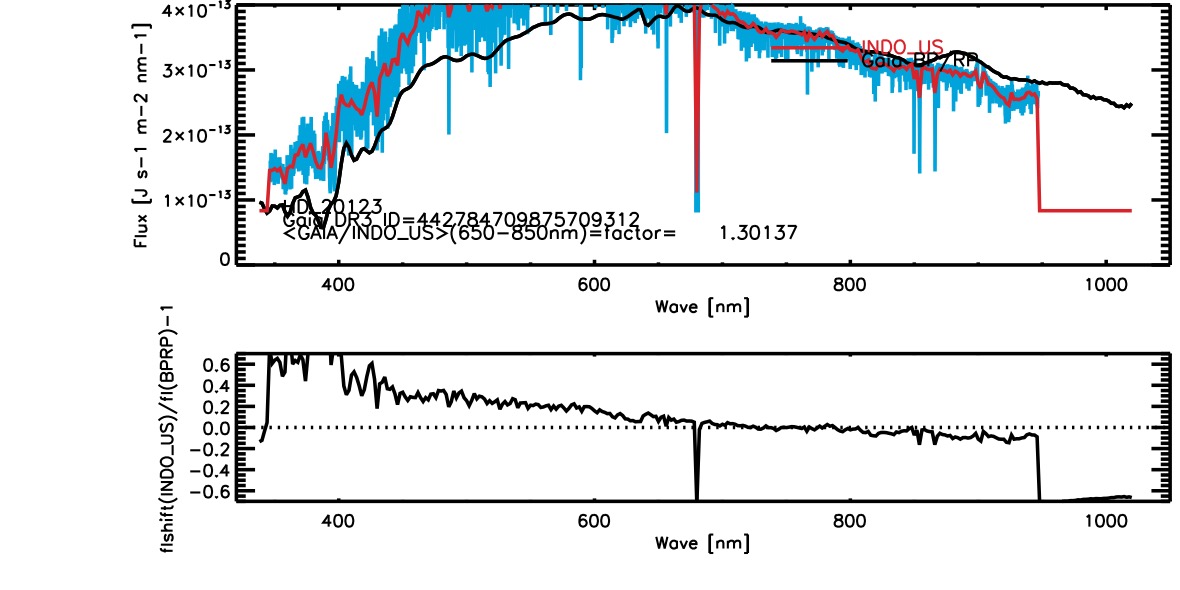 4×10−13
3×10−13
2×10−13
1×10−13
0
Flux [J s−1 m−2 nm−1]
INDO_US
Gaia BP/RP
HD_20123
Gaia DR3 ID=442784709875709312
<GAIA/INDO_US>(650−850nm)=factor= 1.30137
400 600 800 1000
Wave [nm]
flshift(INDO_US)/fl(BPRP)−1
0.6
0.4
0.2
0.0
−0.2
−0.4
−0.6
400 600 800 1000
Wave [nm]